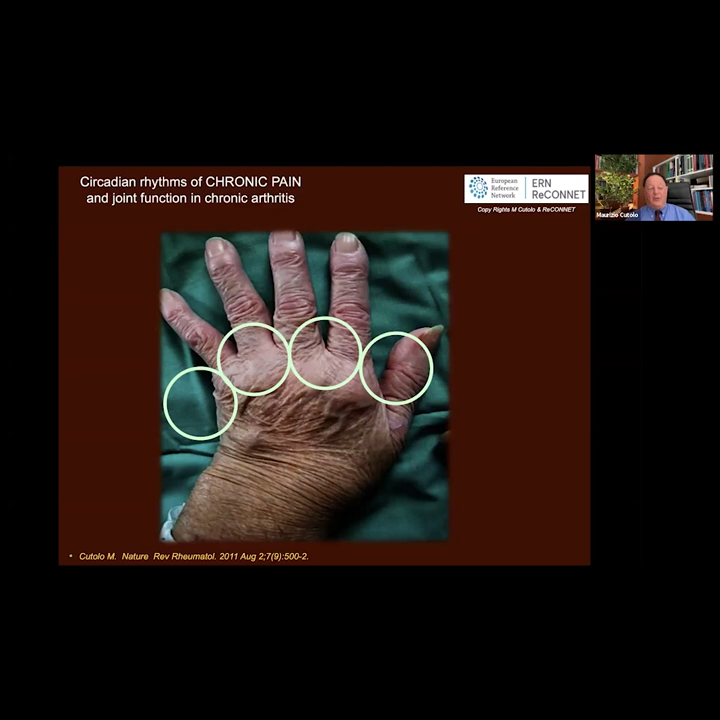 Circadian rhythms of CHRONIC PAIN
and joint function in chronic arthritis
European
Reference
Network
ERN
ReCONNET
Copy Rights M Cutolo & ReCONNET
Maurizio Cutolo
• Cutolo M. Nature Rev Rheumatol. 2011 Aug 2;7(9):500-2.